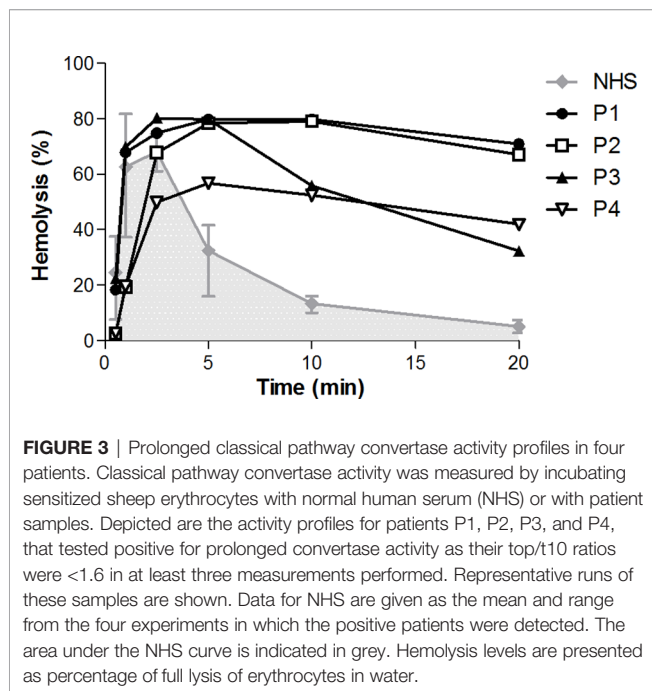 100
80
60
40
20
0
Hemolysis (%)
0 5 10 15 20
Time (min)
NHS
P1
P2
P3
P4
FIGURE 3 | Prolonged classical pathway convertase activity profiles in four
patients. Classical pathway convertase activity was measured by incubating
sensitized sheep erythrocytes with normal human serum (NHS) or with patient
samples. Depicted are the activity profiles for patients P1, P2, P3, and P4,
that tested positive for prolonged convertase activity as their top/t10 ratios
were <1.6 in at least three measurements performed. Representative runs of
these samples are shown. Data for NHS are given as the mean and range
from the four experiments in which the positive patients were detected. The
area under the NHS curve is indicated in grey. Hemolysis levels are presented
as percentage of full lysis of erythrocytes in water.